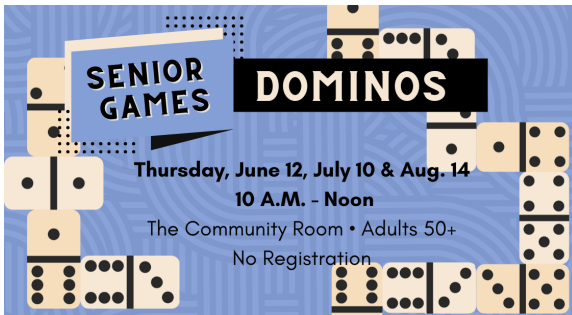 SENIOR
GAMES
DOMINOS
Thursday, June 12, July 10 & Aug. 14
10 A.M. - Noon
The Community Room • Adults 50+
No Registration